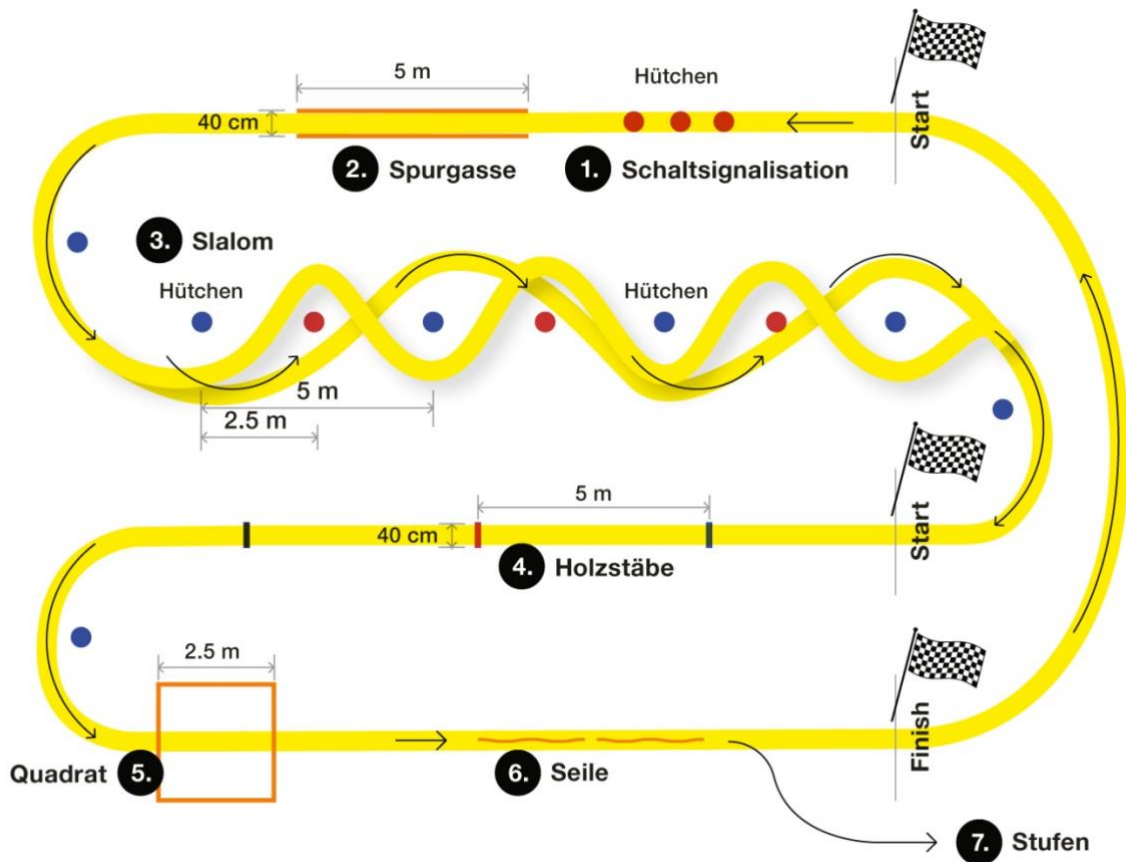 5 m
Hütchen
Start
40 cm
2. Spurgasse
1. Schaltsignalisation
3. Slalom
Hütchen
Hütchen
5 m
2.5 m
5 m
Start
40 cm
4. Holzstäbe
2.5 m
Finish
Quadrat 5.
6. Seile
7. Stufen